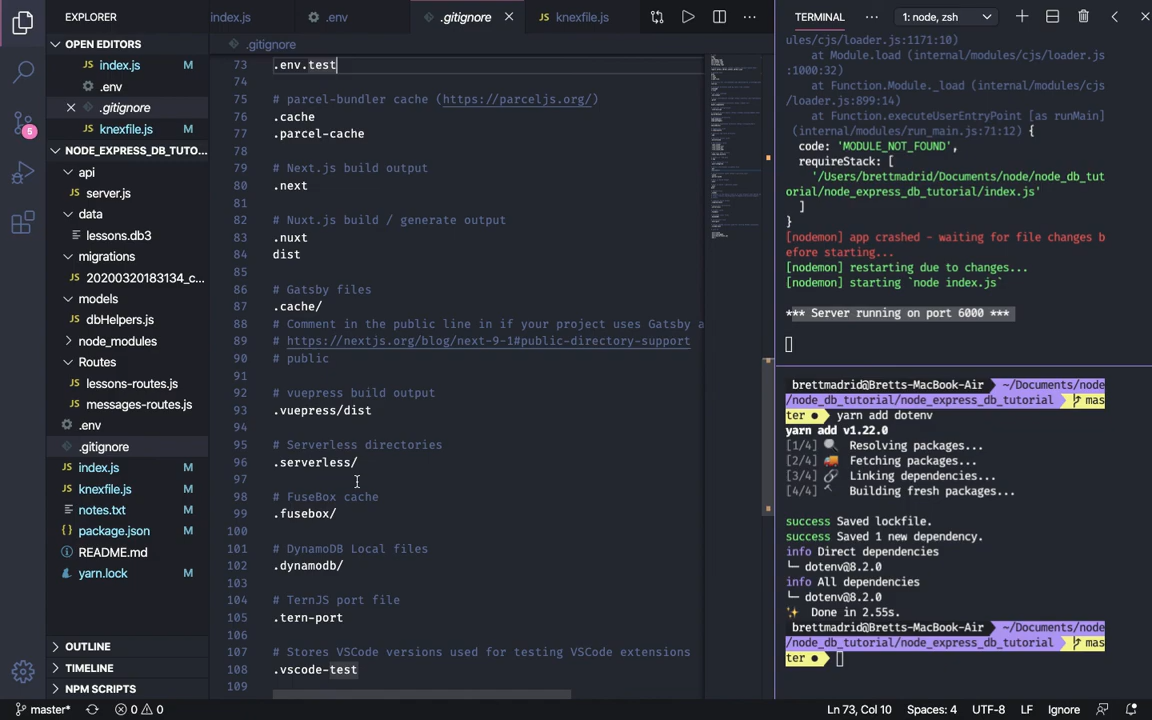 EXPLORER
OPEN EDITORS
index.js M
.env
.gitignore
knexfile.js M
NODE_EXPRESS_DB_TUTO...
api
server.js
data
lessons.db3
migrations
20200320183134_c...
models
dbHelpers.js
node_modules
Routes
lessons-routes.js
messages-routes.js
.env
.gitignore
index.js M
knexfile.js M
notes.txt M
package.json M
README.md
yarn.lock M
OUTLINE
TIMELINE
NPM SCRIPTS
5
index.js .env .gitignore knexfile.js
.gitignore
73 .env.test
74
75 # parcel-bundler cache (https://parceljs.org/)
76 .cache
77 .parcel-cache
78
79 # Next.js build output
80 .next
81
82 # Nuxt.js build / generate output
83 .nuxt
84 dist
85
86 # Gatsby files
87 .cache/
88 # Comment in the public line in if your project uses Gatsby a
89 # https://nextjs.org/blog/next-9-1#public-directory-support
90 # public
91
92 # vuepress build output
93 .vuepress/dist
94
95 # Serverless directories
96 .serverless/
97
98 # FuseBox cache
99 .fusebox/
100
101 # DynamoDB Local files
102 .dynamodb/
103
104 # TernJS port file
105 .tern-port
106
107 # Stores VSCode versions used for testing VSCode extensions
108 .vscode-test
109
TERMINAL ... 1: node, zsh
ules/cjs/loader.js:1171:10)
at Module.load (internal/modules/cjs/loader.js
:1000:32)
at Function.Module._load (internal/modules/cjs
/loader.js:899:14)
at Function.executeUserEntryPoint [as runMain]
(internal/modules/run_main.js:71:12) {
code: 'MODULE_NOT_FOUND',
requireStack: [
'/Users/brettmadrid/Documents/node/node_db_tut
orial/node_express_db_tutorial/index.js'
]
}
[nodemon] app crashed - waiting for file changes b
efore starting...
[nodemon] restarting due to changes...
[nodemon] starting `node index.js`
*** Server running on port 6000 ***
brettmadrid@Bretts-MacBook-Air ~/Documents/node
/node_db_tutorial/node_express_db_tutorial mas
ter ● yarn add dotenv
yarn add v1.22.0
[1/4] Resolving packages...
[2/4] Fetching packages...
[3/4] Linking dependencies...
[4/4] Building fresh packages...
success Saved lockfile.
success Saved 1 new dependency.
info Direct dependencies
└─ dotenv@8.2.0
info All dependencies
└─ dotenv@8.2.0
✨ Done in 2.55s.
brettmadrid@Bretts-MacBook-Air ~/Documents/node
/node_db_tutorial/node_express_db_tutorial mas
ter ●
master* 0 0 Ln 73, Col 10 Spaces: 4 UTF-8 LF Ignore